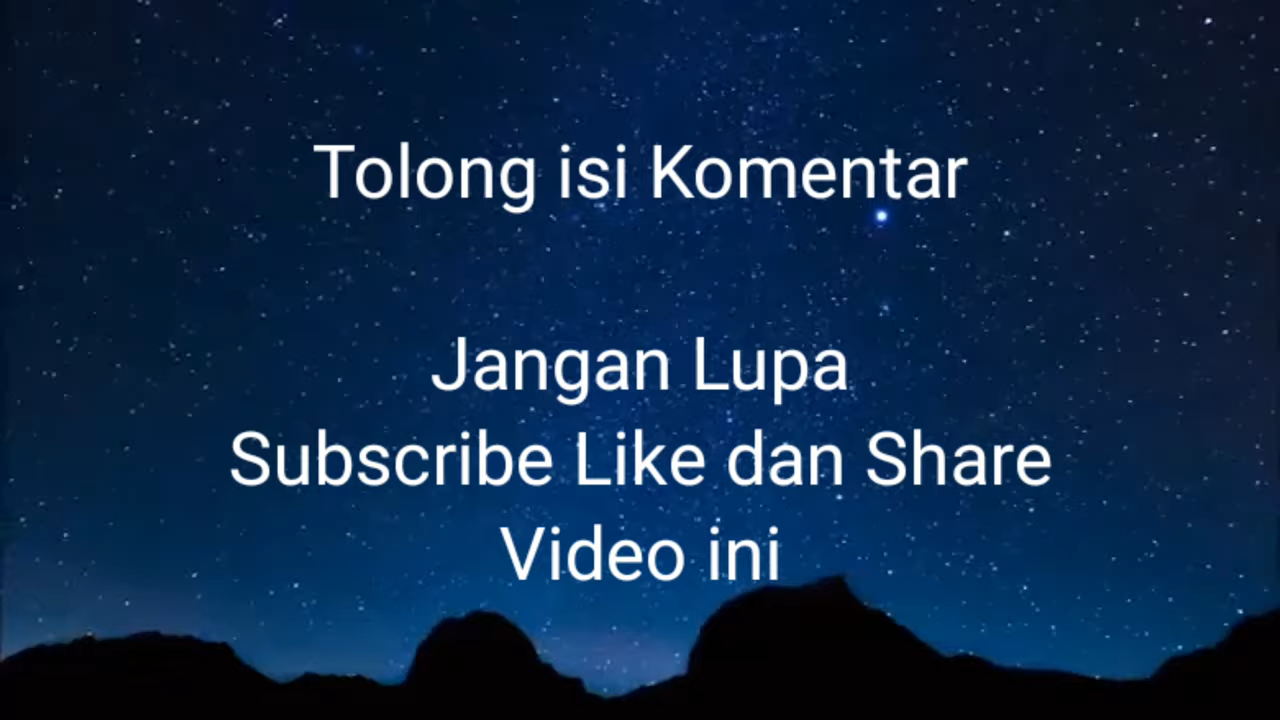 Tolong isi Komentar
Jangan Lupa
Subscribe Like dan Share
Video ini